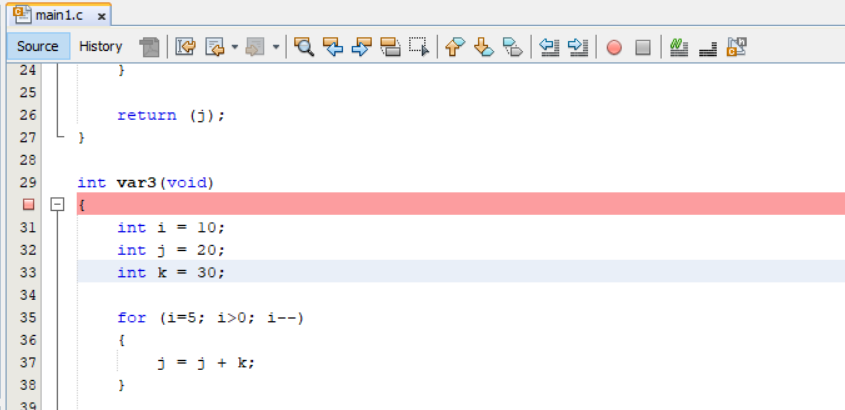 main1.c x
Source History
24 }
25
26 return (j);
27 }
28
29 int var3(void)
{
31 int i = 10;
32 int j = 20;
33 int k = 30;
34
35 for (i=5; i>0; i--)
36 {
37 j = j + k;
38 }
39